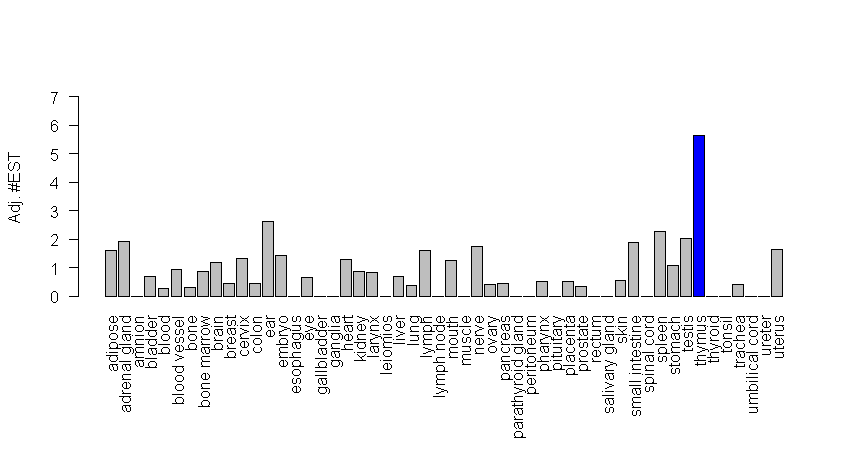 Adj. #EST
7
6
5
4
3
2
1
0
adipose
adrenal gland
amnion
bladder
blood
blood vessel
bone
bone marrow
brain
breast
cervix
colon
ear
embryo
esophagus
eye
gallbladder
ganglia
heart
kidney
larynx
leiomios
liver
lung
lymph
lymph node
mouth
muscle
nerve
ovary
pancreas
parathyroid gland
peritoneum
pharynx
pituitary
placenta
prostate
rectum
salivary gland
skin
small intestine
spinal cord
spleen
stomach
testis
thymus
thyroid
tonsil
trachea
umbilical cord
ureter
uterus